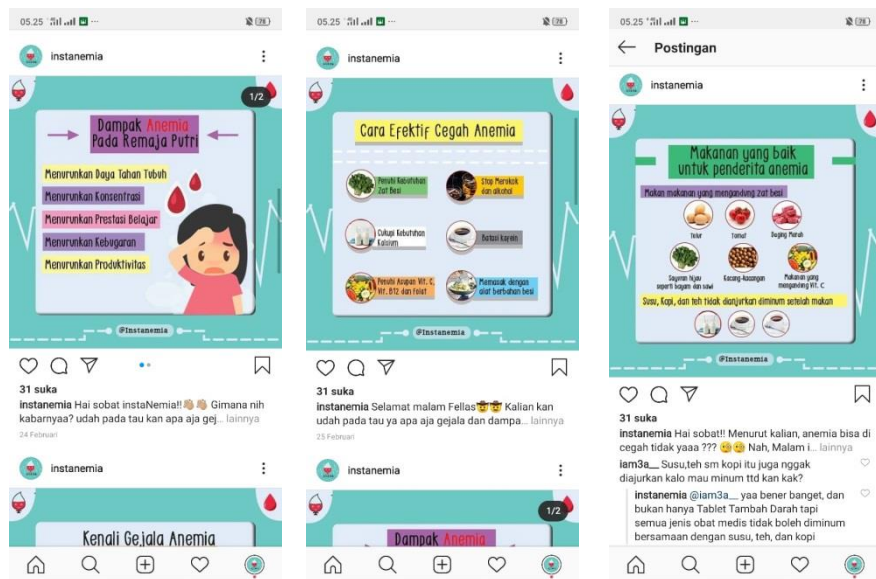 05.25
78
instanemia
1/2
Dampak Anemia
Pada Remaja Putri
Menurunkan Daya Tahan Tubuh
Menurunkan Konsentrasi
Menurunkan Prestasi Belajar
Menurunkan Kebugaran
Menurunkan Produktivitas
@Instanemia
31 suka
instanemia Hai sobat instaNemia!! Gimana nih
kabarnyaa? udah pada tau kan apa aja gej... lainnya
24 Februari
instanemia
Kenali Gejala Anemia
05.25
78
instanemia
Cara Efektif Cegah Anemia
Penuhi Kebutuhan
Zat Besi
Stop Merokok
dan alkohol
Cukupi Kebutuhan
Kalsium
Batasi kafein
Penuhi Asupan Vit. C,
Vit. B12 dan Folat
Memasak dengan
alat berbahan besi
@Instanemia
31 suka
instanemia Selamat malam Fellas Kalian kan
udah pada tau ya apa aja gejala dan dampa... lainnya
25 Februari
instanemia
1/2
Dampak Anemia
05.25
78
Postingan
instanemia
Makanan yang baik
untuk penderita anemia
Makan makanan yang mengandung zat besi
Telur
Tomat
Daging Merah
Sayuran hijau
seperti bayam dan sawi
Kacang-kacangan
Makanan yang
mengandung Vit. C
Susu, Kopi, dan teh tidak dianjurkan diminum setelah makan
@Instanemia
31 suka
instanemia Hai sobat!! Menurut kalian, anemia bisa di
cegah tidak yaaa ??? Nah, Malam i... lainnya
iam3a__ Susu,teh sm kopi itu juga nggak
diajurkan kalo mau minum ttd kan kak?
instanemia @iam3a__ yaa bener banget, dan
bukan hanya Tablet Tambah Darah tapi
semua jenis obat medis tidak boleh diminum
bersamaan dengan susu, teh, dan kopi